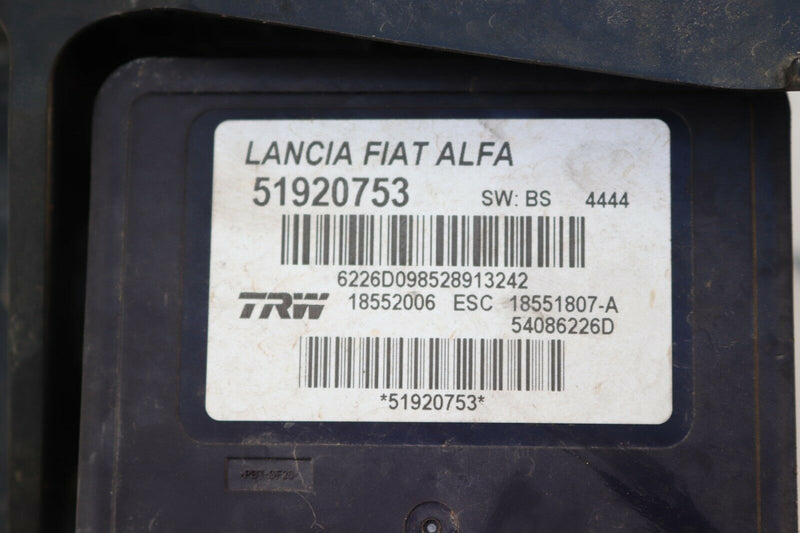 LANCIA FIAT ALFA
51920753 SW: BS 4444
6226D098528913242
TRW 18552006 ESC 18551807-A
54086226D
*51920753*